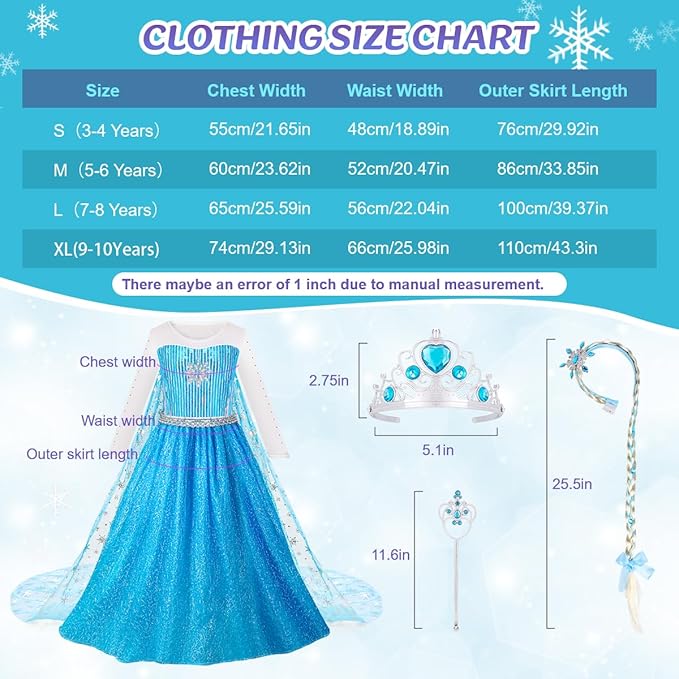 CLOTHING SIZE CHART
Size Chest Width Waist Width Outer Skirt Length
S（3-4 Years） 55cm/21.65in 48cm/18.89in 76cm/29.92in
M（5-6 Years） 60cm/23.62in 52cm/20.47in 86cm/33.85in
L（7-8 Years） 65cm/25.59in 56cm/22.04in 100cm/39.37in
XL(9-10Years) 74cm/29.13in 66cm/25.98in 110cm/43.3in
There maybe an error of 1 inch due to manual measurement.
Chest width
Waist width
Outer skirt length
2.75in
5.1in
11.6in
25.5in